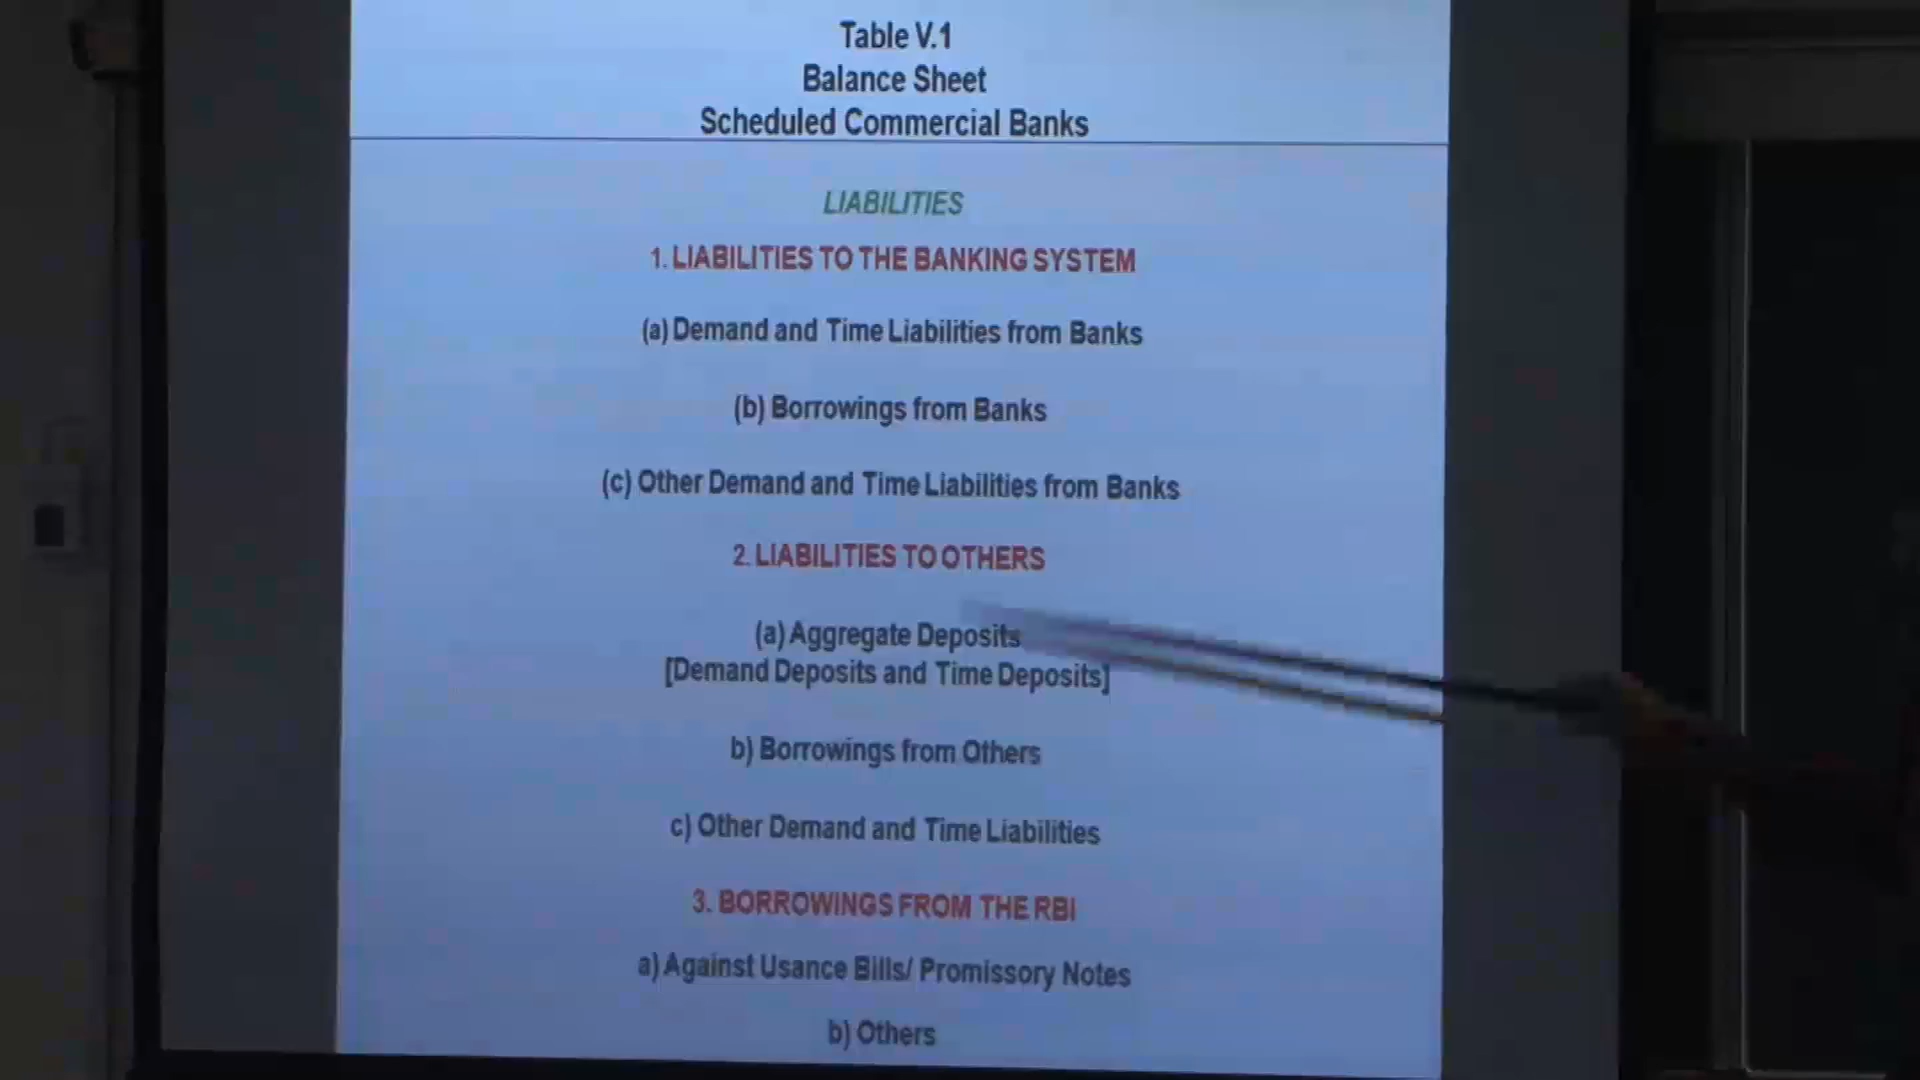 Table V.1
Balance Sheet
Scheduled Commercial Banks
LIABILITIES
1. LIABILITIES TO THE BANKING SYSTEM
(a) Demand and Time Liabilities from Banks
(b) Borrowings from Banks
(c) Other Demand and Time Liabilities from Banks
2. LIABILITIES TO OTHERS
(a) Aggregate Deposits
[Demand Deposits and Time Deposits]
b) Borrowings from Others
c) Other Demand and Time Liabilities
3. BORROWINGS FROM THE RBI
a) Against Usance Bills/ Promissory Notes
b) Others